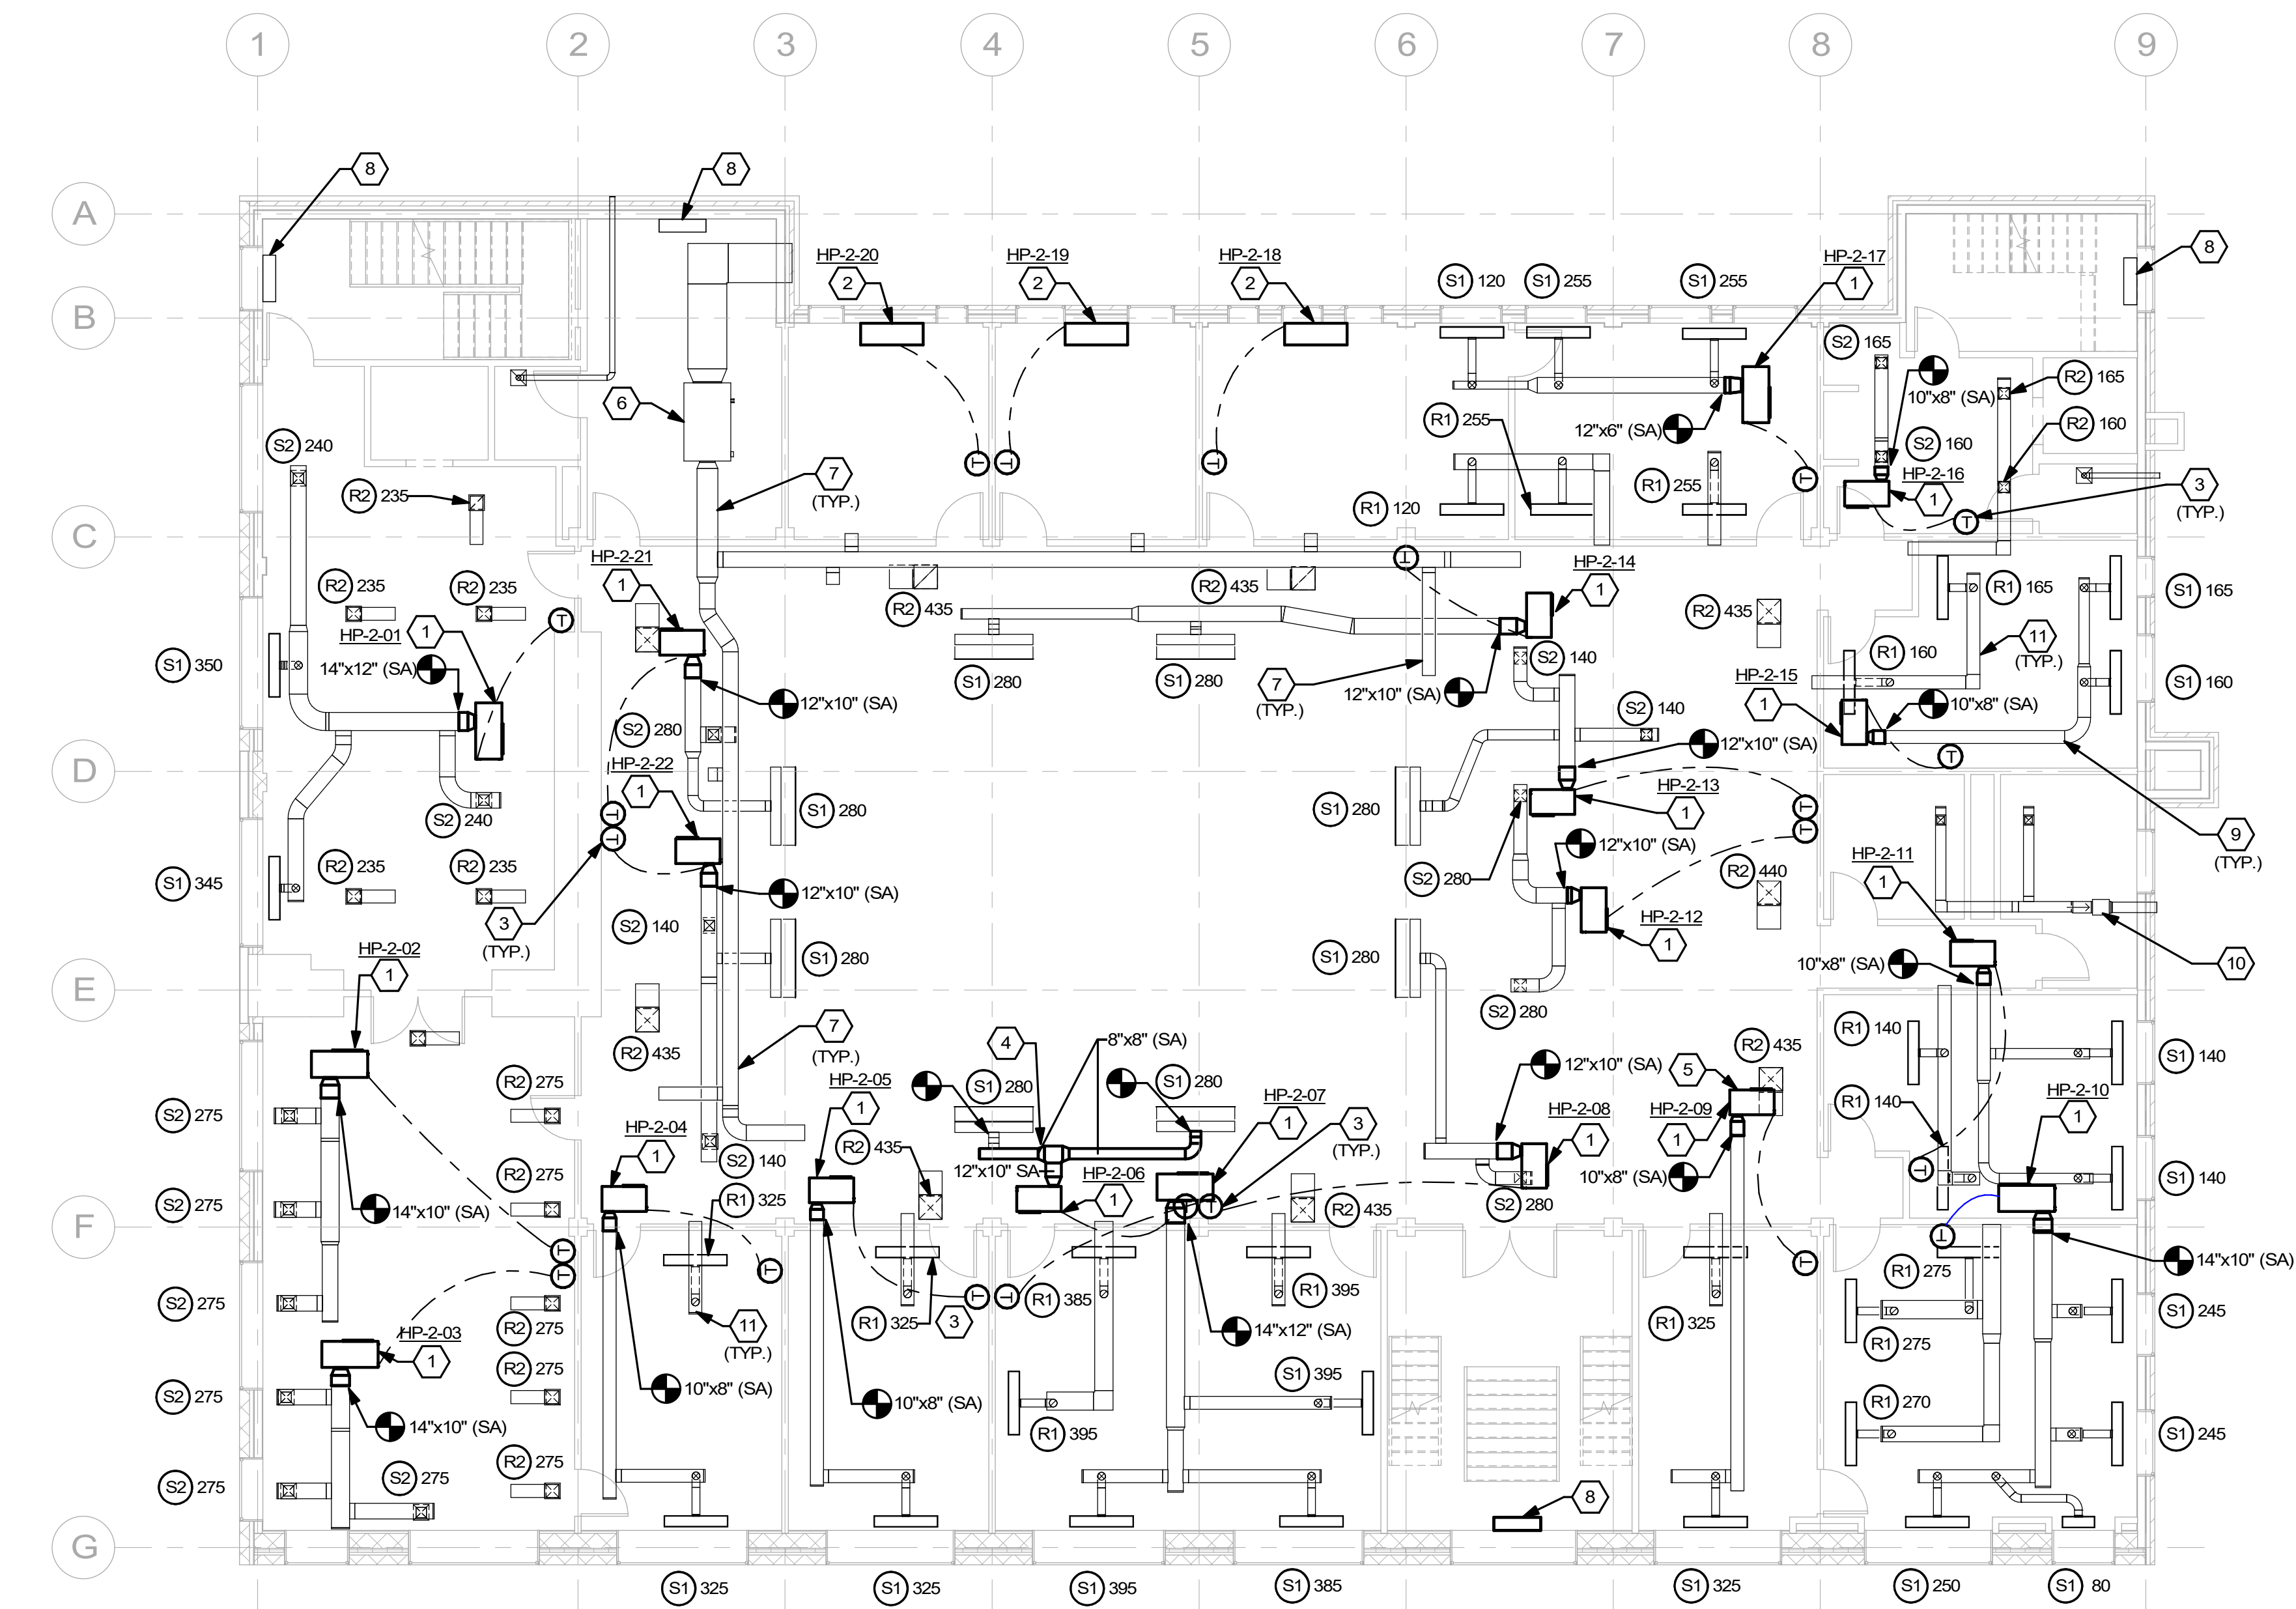 1 2 3 4 5 6 7 8 9
8 8
A
HP-2-20 HP-2-19 HP-2-18 S1 120 S1 255 S1 255 HP-2-17 8
2 2 2 1
B
S2 165
R2 165
10"x8" (SA)
6
R1 255 12"x6" (SA) R2 160
S2 240 S2 160
7
(TYP.)
R2 235 R1 255 HP-2-16
1 3
(TYP.)
R1 120 T
T T T T
C
HP-2-21 T HP-2-14
1 1
R2 235 R2 235 R2 435 R1 165 S1 165
R2 435 R2 435
T
HP-2-01 1 11
(TYP.)
S1 350 14"x12" (SA) S2 140 R1 160
1 S1 280 S1 280 7 HP-2-15 S1 160
(TYP.)
12"x10" (SA) 12"x10" (SA) 1 10"x8" (SA)
S2 280 S2 140
12"x10" (SA)
T
D
HP-2-22 HP-2-13
1 1
S2 240 T S1 280 S1 280 T
T T
3
(TYP.)
12"x10" (SA) 9
(TYP.)
R2 235 R2 235 S2 280 R2 440 HP-2-11
S1 345 12"x10" (SA) 1
S2 140 HP-2-12
1
HP-2-02 S1 280 S1 280 10"x8" (SA) 10
1
E
S2 280
7
(TYP.)
R2 435 4 8"x8" (SA) R2 435 R1 140 S1 140
12"x10" (SA)
R2 275 HP-2-05 S1 280 S1 280 5
1 HP-2-07 HP-2-08 HP-2-09 R1 140 HP-2-10
S2 275 HP-2-04 1 3
(TYP.)
1 1 1
1 R2 435
S2 140 12"x10" SA HP-2-06 10"x8" (SA) T S1 140
R2 275 R1 325 1 S2 280
S2 275 14"x10" (SA) T T R2 435
F
T T T T
T T T R1 275 14"x10" (SA)
S2 275 R2 275 11
(TYP.)
R1 325 3 R1 385 R1 395 R1 325 S1 245
HP-2-03 14"x12" (SA) R1 275
1
S2 275 R2 275 10"x8" (SA) 10"x8" (SA) S1 395 R1 270
14"x10" (SA) R1 395 S1 245
S2 275 S2 275 R2 275 8
G
S1 325 S1 325 S1 395 S1 385 S1 325 S1 250 S1 80